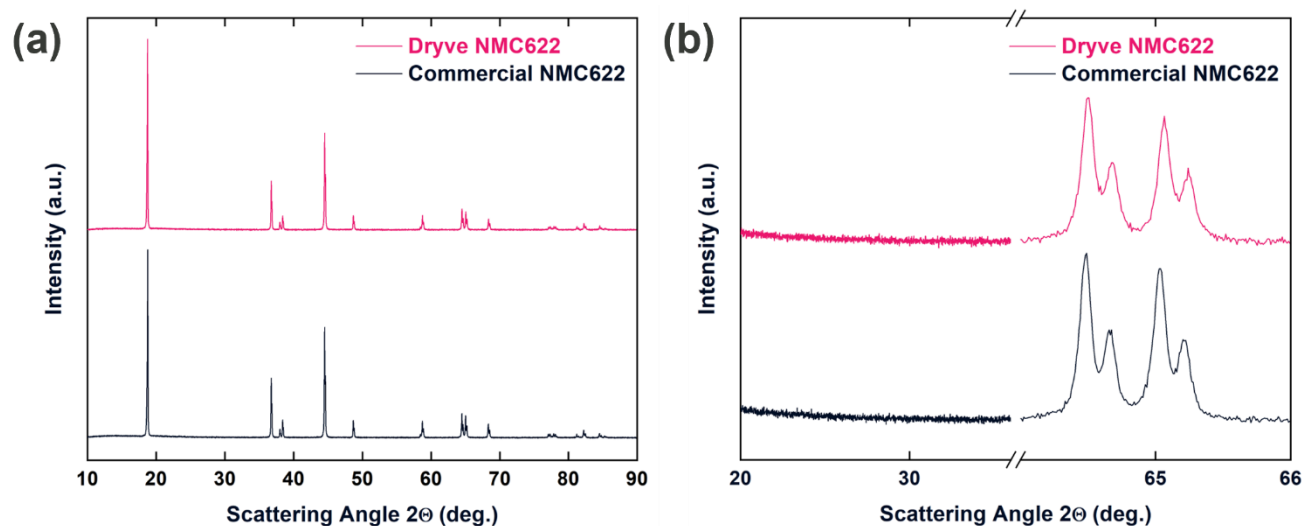 (a)
Dryve NMC622
Commercial NMC622
Intensity (a.u.)
10 20 30 40 50 60 70 80 90
Scattering Angle 2Θ (deg.)
(b)
Dryve NMC622
Commercial NMC622
Intensity (a.u.)
20 30 65 66
Scattering Angle 2Θ (deg.)